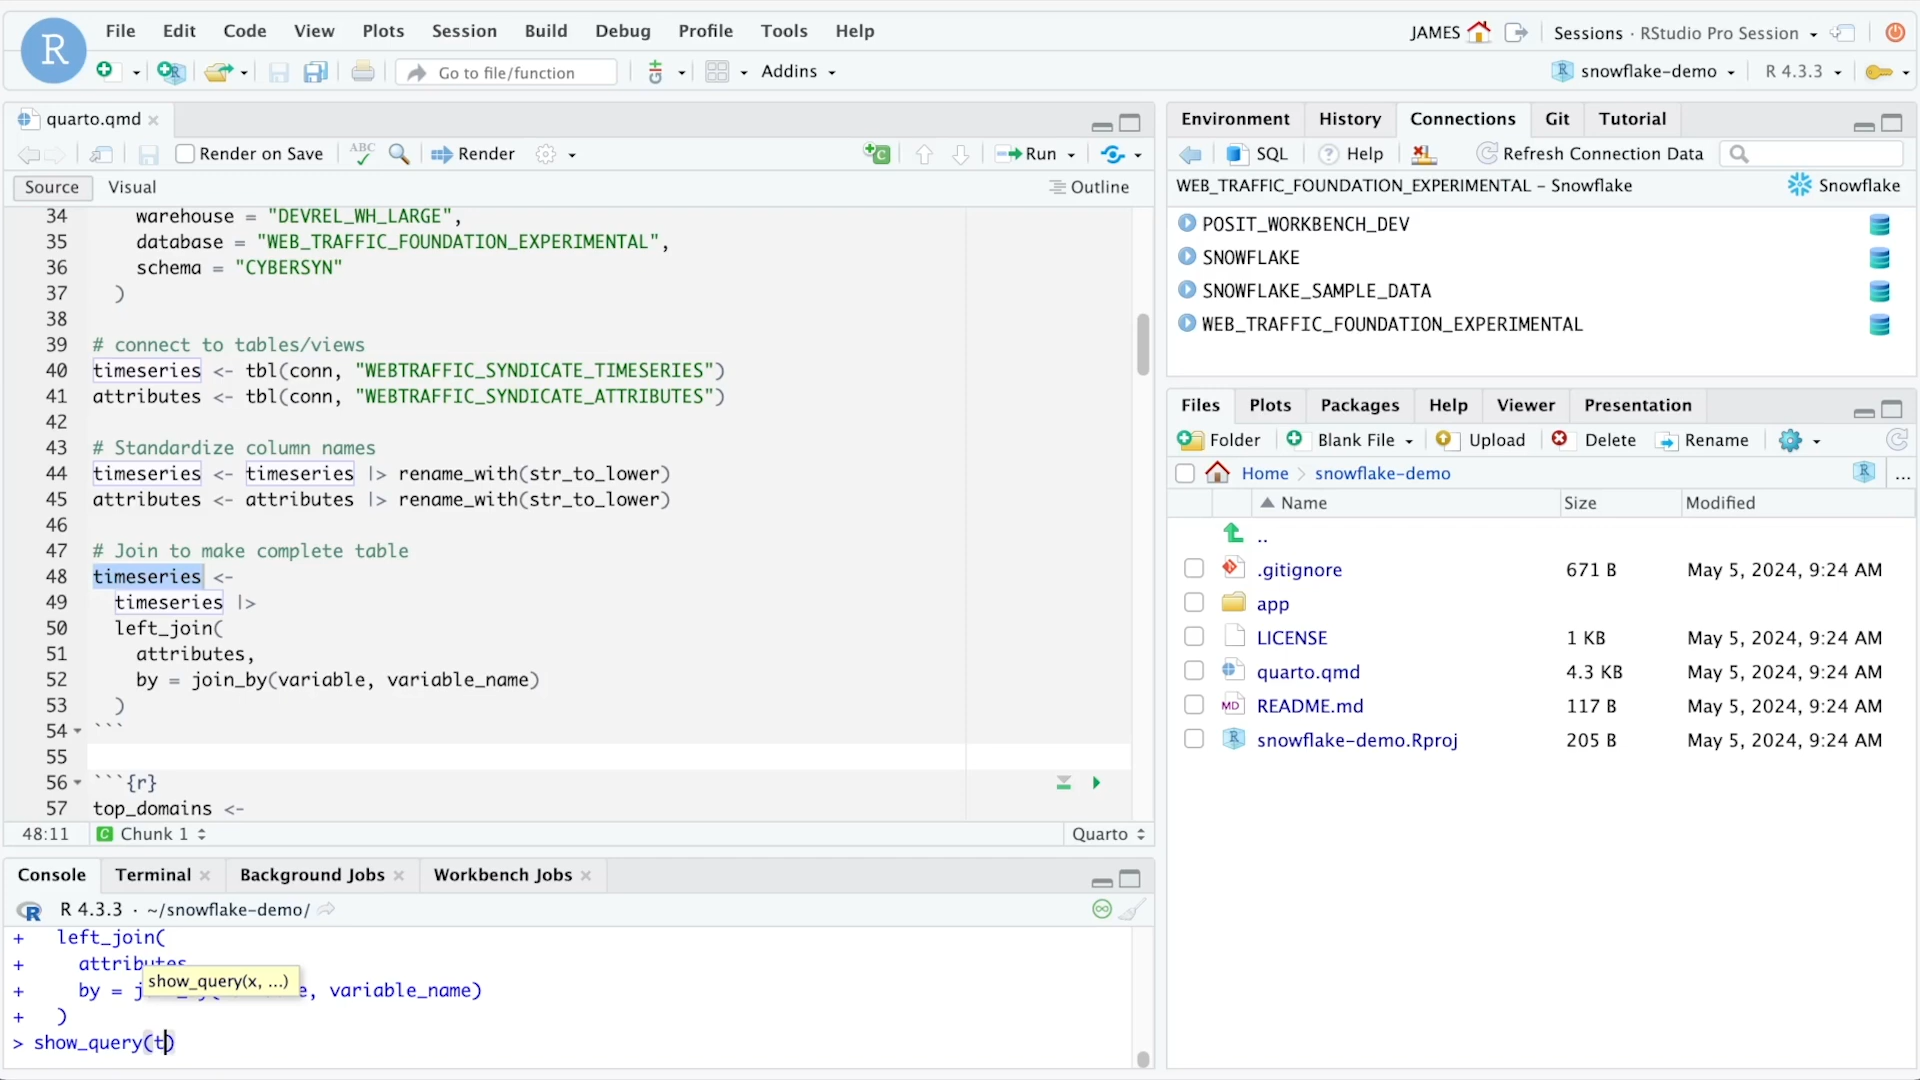 R
File Edit Code View Plots Session Build Debug Profile Tools Help
JAMES
Sessions · RStudio Pro Session
R
Go to file/function
Addins
snowflake-demo
R 4.3.3
quarto.qmd
Render on Save
ABC
Render
Run
Source Visual
Outline
34 warehouse = "DEVREL_WH_LARGE",
35 database = "WEB_TRAFFIC_FOUNDATION_EXPERIMENTAL",
36 schema = "CYBERSYN"
37 )
38
39 # connect to tables/views
40 timeseries <- tbl(conn, "WEBTRAFFIC_SYNDICATE_TIMESERIES")
41 attributes <- tbl(conn, "WEBTRAFFIC_SYNDICATE_ATTRIBUTES")
42
43 # Standardize column names
44 timeseries <- timeseries |> rename_with(str_to_lower)
45 attributes <- attributes |> rename_with(str_to_lower)
46
47 # Join to make complete table
48 timeseries <-
49 timeseries |>
50 left_join(
51 attributes,
52 by = join_by(variable, variable_name)
53 )
54 ```
55
56 ```{r}
57 top_domains <-
48:11 C Chunk 1
Quarto
Console Terminal Background Jobs Workbench Jobs
R R 4.3.3 · ~/snowflake-demo/
+ left_join(
+ attributes
show_query(x, ...)
+ by = j e, variable_name)
+ )
> show_query(t)
Environment History Connections Git Tutorial
SQL Help Refresh Connection Data
WEB_TRAFFIC_FOUNDATION_EXPERIMENTAL – Snowflake
Snowflake
POSIT_WORKBENCH_DEV
SNOWFLAKE
SNOWFLAKE_SAMPLE_DATA
WEB_TRAFFIC_FOUNDATION_EXPERIMENTAL
Files Plots Packages Help Viewer Presentation
Folder Blank File Upload Delete Rename
Home > snowflake-demo
R ...
Name Size Modified
..
.gitignore 671 B May 5, 2024, 9:24 AM
app
LICENSE 1 KB May 5, 2024, 9:24 AM
quarto.qmd 4.3 KB May 5, 2024, 9:24 AM
MD README.md 117 B May 5, 2024, 9:24 AM
R snowflake-demo.Rproj 205 B May 5, 2024, 9:24 AM